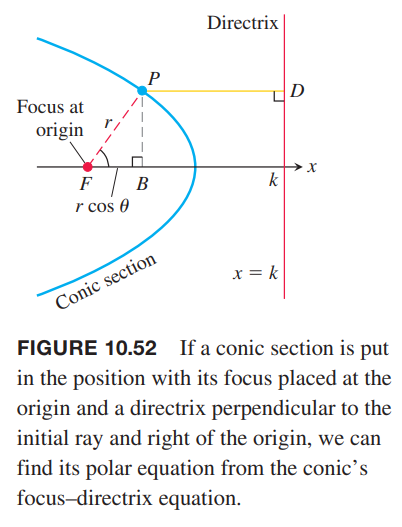 Directrix
P
D
Focus at
origin
r
F
B
k
x
r cos θ
x = k
Conic section
FIGURE 10.52 If a conic section is put
in the position with its focus placed at the
origin and a directrix perpendicular to the
initial ray and right of the origin, we can
find its polar equation from the conic’s
focus–directrix equation.